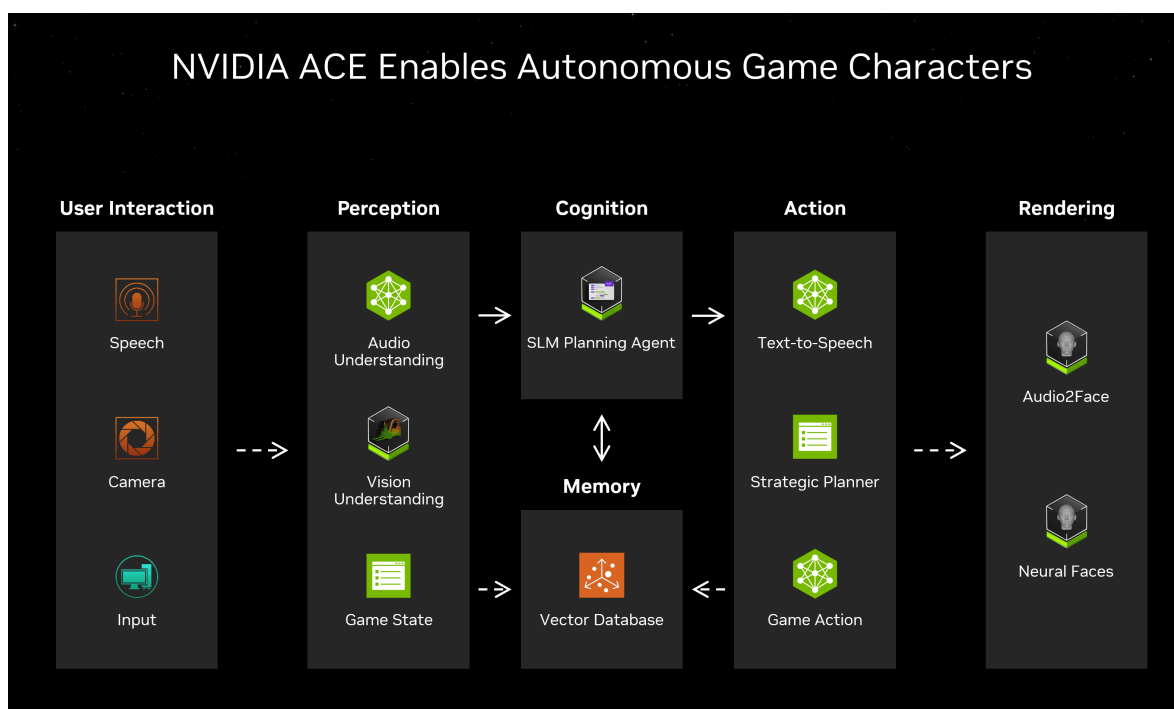 NVIDIA ACE Enables Autonomous Game Characters
User Interaction
Speech
Camera
Input
Perception
Audio
Understanding
Vision
Understanding
Game State
Cognition
SLM Planning Agent
Memory
Vector Database
Action
Text-to-Speech
Strategic Planner
Game Action
Rendering
Audio2Face
Neural Faces